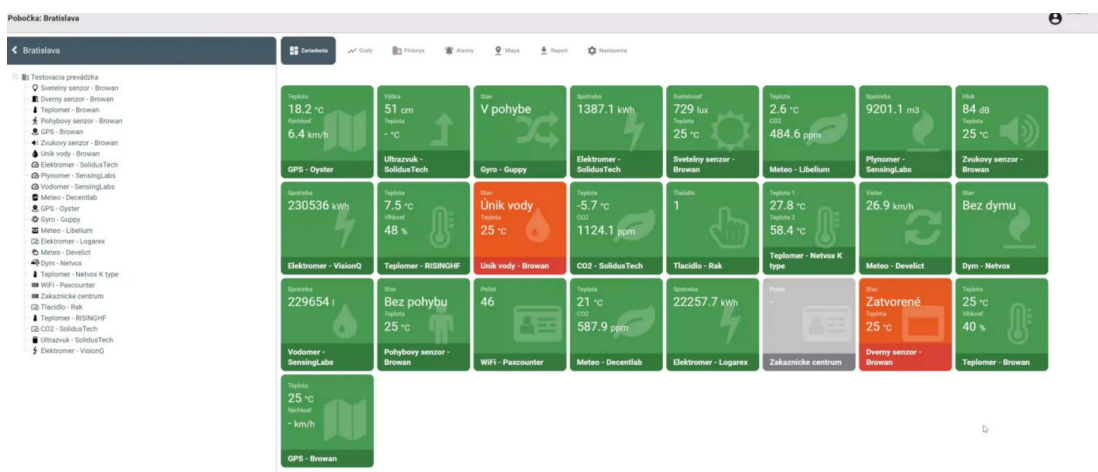 Pobočka: Bratislava
Bratislava
Zariadenia Grafy Pôdorys Alarmy Mapa Report Nastavenia
Testovacia prevádzka
Svetelny senzor - Browan
Dverny senzor - Browan
Teplomer - Browan
Pohybovy senzor - Browan
GPS - Browan
Zvukovy senzor - Browan
Unik vody - Browan
Elektromer - SolidusTech
Plynomer - SensingLabs
Vodomer - SensingLabs
Meteo - Decentlab
GPS - Oyster
Gyro - Guppy
Meteo - Libelium
Elektromer - Logarex
Meteo - Develict
Dym - Netvox
Teplomer - Netvox K type
WiFi - Paxcounter
Zakaznicke centrum
Tlacidlo - Rak
Teplomer - RISINGHF
CO2 - SolidusTech
Ultrazvuk - SolidusTech
Elektromer - VisionQ
Teplota
18.2 °C
Rýchlosť
6.4 km/h
GPS - Oyster
Výška
51 cm
Teplota
- °C
Ultrazvuk -
SolidusTech
Stav
V pohybe
Gyro - Guppy
Spotreba
1387.1 kWh
Elektromer -
SolidusTech
Svetelnosť
729 lux
Teplota
25 °C
Svetelny senzor -
Browan
Teplota
2.6 °C
CO2
484.6 ppm
Meteo - Libelium
Spotreba
9201.1 m3
Plynomer -
SensingLabs
Hluk
84 dB
Teplota
25 °C
Zvukovy senzor -
Browan
Spotreba
230536 kWh
Elektromer - VisionQ
Teplota
7.5 °C
Vlhkosť
48 %
Teplomer - RISINGHF
Stav
Únik vody
Teplota
25 °C
Unik vody - Browan
Teplota
-5.7 °C
CO2
1124.1 ppm
CO2 - SolidusTech
Tlačidlo
1
Tlacidlo - Rak
Teplota 1
27.8 °C
Teplota 2
58.4 °C
Teplomer - Netvox K
type
Vietor
26.9 km/h
Meteo - Develict
Stav
Bez dymu
Dym - Netvox
Spotreba
229654 l
Vodomer -
SensingLabs
Stav
Bez pohybu
Teplota
25 °C
Pohybovy senzor -
Browan
Počet
46
WiFi - Paxcounter
Teplota
21 °C
CO2
587.9 ppm
Meteo - Decentlab
Spotreba
22257.7 kWh
Elektromer - Logarex
Počet
-
Zakaznicke centrum
Stav
Zatvorené
Teplota
25 °C
Dverny senzor -
Browan
Teplota
25 °C
Vlhkosť
40 %
Teplomer - Browan
Teplota
25 °C
Rýchlosť
- km/h
GPS - Browan